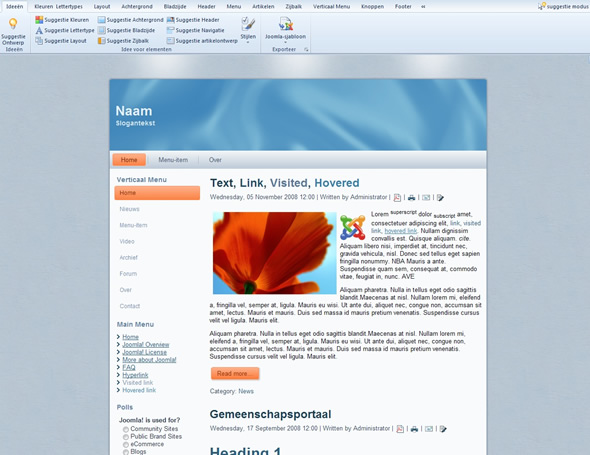 Ideeën Kleuren Lettertypes Layout Achtergrond Bladzijde Header Menu Artikelen Zijbalk Verticaal Menu Knoppen Footer suggestie modus
Suggestie Ontwerp
Ideeën
Suggestie Kleuren Suggestie Achtergrond Suggestie Header
Suggestie Lettertype Suggestie Bladzijde Suggestie Navigatie
Suggestie Layout Suggestie Zijbalk Suggestie artikelontwerp
Stijlen
Idee voor elementen
Joomla-sjabloon
Exporteer
Naam
Slogantekst
Home Menu-item Over
Verticaal Menu
Home
Nieuws
Menu-item
Video
Archief
Forum
Over
Contact
Main Menu
Home
Joomla! Overview
Joomla! License
More about Joomla!
FAQ
Hyperlink
Visited link
Hovered link
Polls
Joomla! is used for?
Community Sites
Public Brand Sites
eCommerce
Blogs
Text, Link, Visited, Hovered
Wednesday, 05 November 2008 12:00 | Written by Administrator |
Lorem superscript dolor subscript amet,
consectetuer adipiscing elit, link, visited
link, hovered link. Nullam dignissim
convallis est. Quisque aliquam. cite.
Aliquam libero nisi, imperdiet at, tincidunt nec,
gravida vehicula, nisl. Donec sed tellus eget sapien
fringilla nonummy. NBA Mauris a ante.
Suspendisse quam sem, consequat at, commodo
vitae, feugiat in, nunc. AVE
Aliquam pharetra. Nulla in tellus eget odio sagittis
blandit.Maecenas at nisl. Nullam lorem mi, eleifend
a, fringilla vel, semper at, ligula. Mauris eu wisi. Ut ante dui, aliquet nec, congue non, accumsan sit
amet, lectus. Mauris et mauris. Duis sed massa id mauris pretium venenatis. Suspendisse cursus
velit vel ligula. Mauris elit.
Aliquam pharetra. Nulla in tellus eget odio sagittis blandit.Maecenas at nisl. Nullam lorem mi,
eleifend a, fringilla vel, semper at, ligula. Mauris eu wisi. Ut ante dui, aliquet nec, congue non,
accumsan sit amet, lectus. Mauris et mauris. Duis sed massa id mauris pretium venenatis.
Suspendisse cursus velit vel ligula. Mauris elit.
Read more...
Category: News
Gemeenschapsportaal
Wednesday, 17 September 2008 12:00 | Written by Administrator |
Heading 1